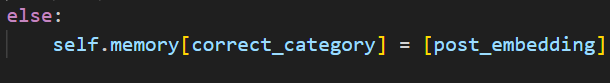 else:
    self.memory[correct_category] = [post_embedding]